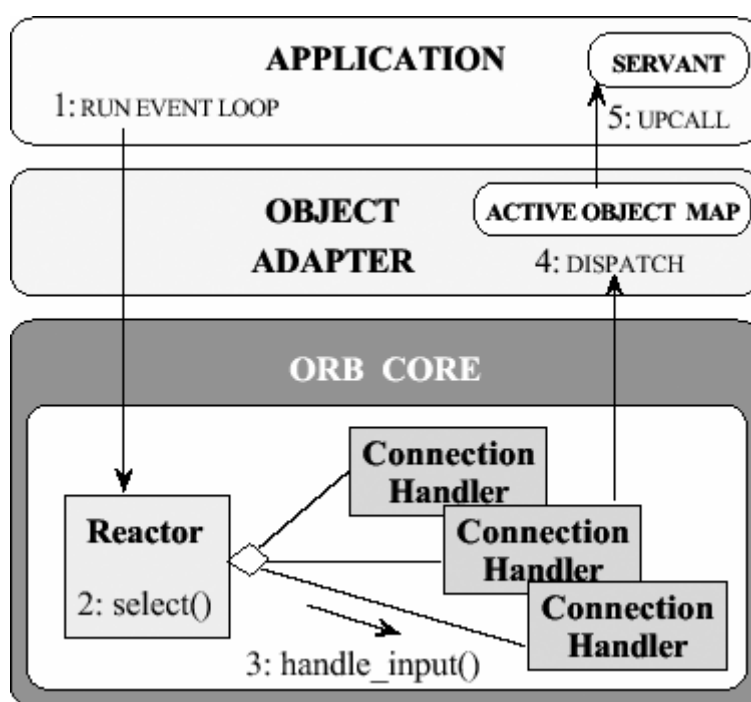 APPLICATION
SERVANT
1: RUN EVENT LOOP
5: UPCALL
OBJECT
ADAPTER
ACTIVE OBJECT MAP
4: DISPATCH
ORB CORE
Connection
Handler
Reactor
2: select()
Connection
Handler
Connection
Handler
3: handle_input()